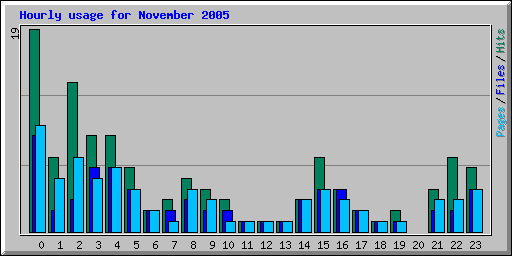 Hourly usage for November 2005
19
Pages/Files/Hits
0 1 2 3 4 5 6 7 8 9 10 11 12 13 14 15 16 17 18 19 20 21 22 23